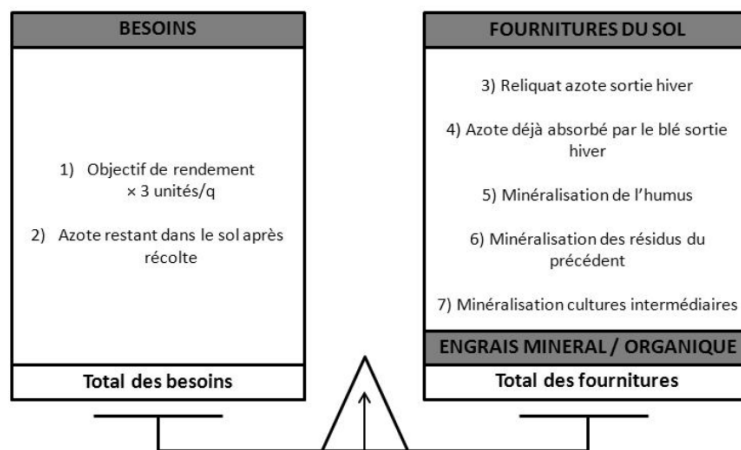 BESOINS
1) Objectif de rendement
× 3 unités/q
2) Azote restant dans le sol après
récolte
Total des besoins
FOURNITURES DU SOL
3) Reliquat azote sortie hiver
4) Azote déjà absorbé par le blé sortie
hiver
5) Minéralisation de l'humus
6) Minéralisation des résidus du
précédent
7) Minéralisation cultures intermédiaires
ENGRAIS MINERAL / ORGANIQUE
Total des fournitures